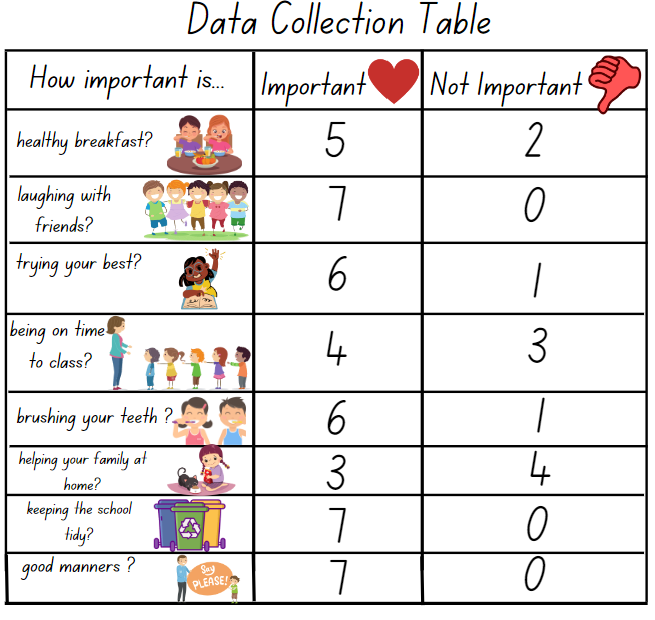 Data Collection Table
How important is...
Important
Not Important
healthy breakfast?
5
2
laughing with
friends?
7
0
trying your best?
6
1
being on time
to class?
4
3
brushing your teeth ?
6
1
helping your family at
home?
3
4
keeping the school
tidy?
7
0
good manners ?
Say
PLEASE!
7
0